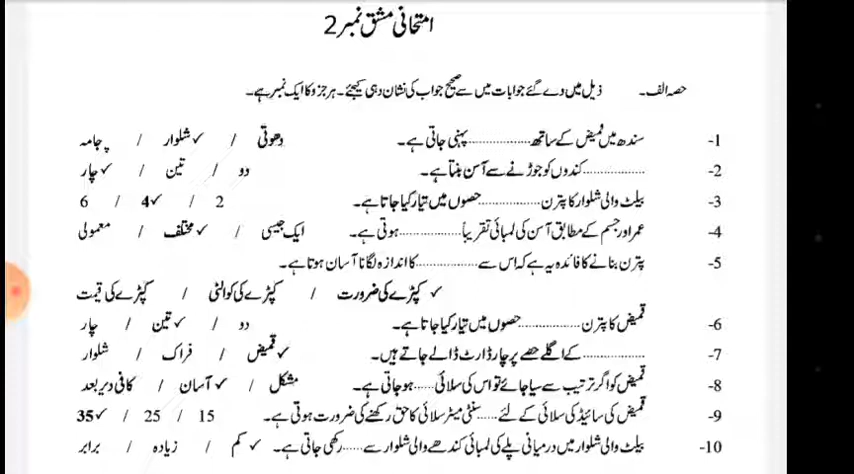 امتحانی مشق نمبر 2
حصہ الف۔ ذیل میں دے گئے جوابات میں سے صحیح جواب کی نشان دہی کیجئے۔ ہر جزو کا ایک نمبر ہے۔
1- سندھ میں قمیض کے ساتھ .............. پہنی جاتی ہے۔ دھوتی / ✓ شلوار / پجامہ
2- .............. کندوں کو جوڑنے سے آسن بنتا ہے۔ دو / تین / ✓ چار
3- بیلٹ والی شلوار کا پترن .............. حصوں میں تیار کیا جاتا ہے۔ 2 / 4✓ / 6
4- عمر اور جسم کے مطابق آسن کی لمبائی تقریباً .............. ہوتی ہے۔ ایک جیسی / ✓ مختلف / معمولی
5- پترن بنانے کا فائدہ یہ ہے کہ اس سے .............. کا اندازہ لگانا آسان ہوتا ہے۔
✓ کپڑے کی ضرورت / کپڑے کی کوالٹی / کپڑے کی قیمت
6- قمیض کا پترن .............. حصوں میں تیار کیا جاتا ہے۔ دو / ✓ تین / چار
7- .............. کے اگلے حصے پر چار ڈارٹ ڈالے جاتے ہیں۔ ✓ قمیض / فراک / شلوار
8- قمیض کو اگر ترتیب سے سیا جائے تو اس کی سلائی ..... ہو جاتی ہے۔ مشکل / ✓ آسان / کافی دیر بعد
9- قمیض کی سائیڈ کی سلائی کے لئے ..... سنٹی میٹر سلائی کا حق رکھنے کی ضرورت ہوتی ہے۔ 15 / 25 / 35✓
10- بیلٹ والی شلوار میں درمیانی پلے کی لمبائی کندھے والی شلوار سے ..... رکھی جاتی ہے۔ ✓ کم / زیادہ / برابر